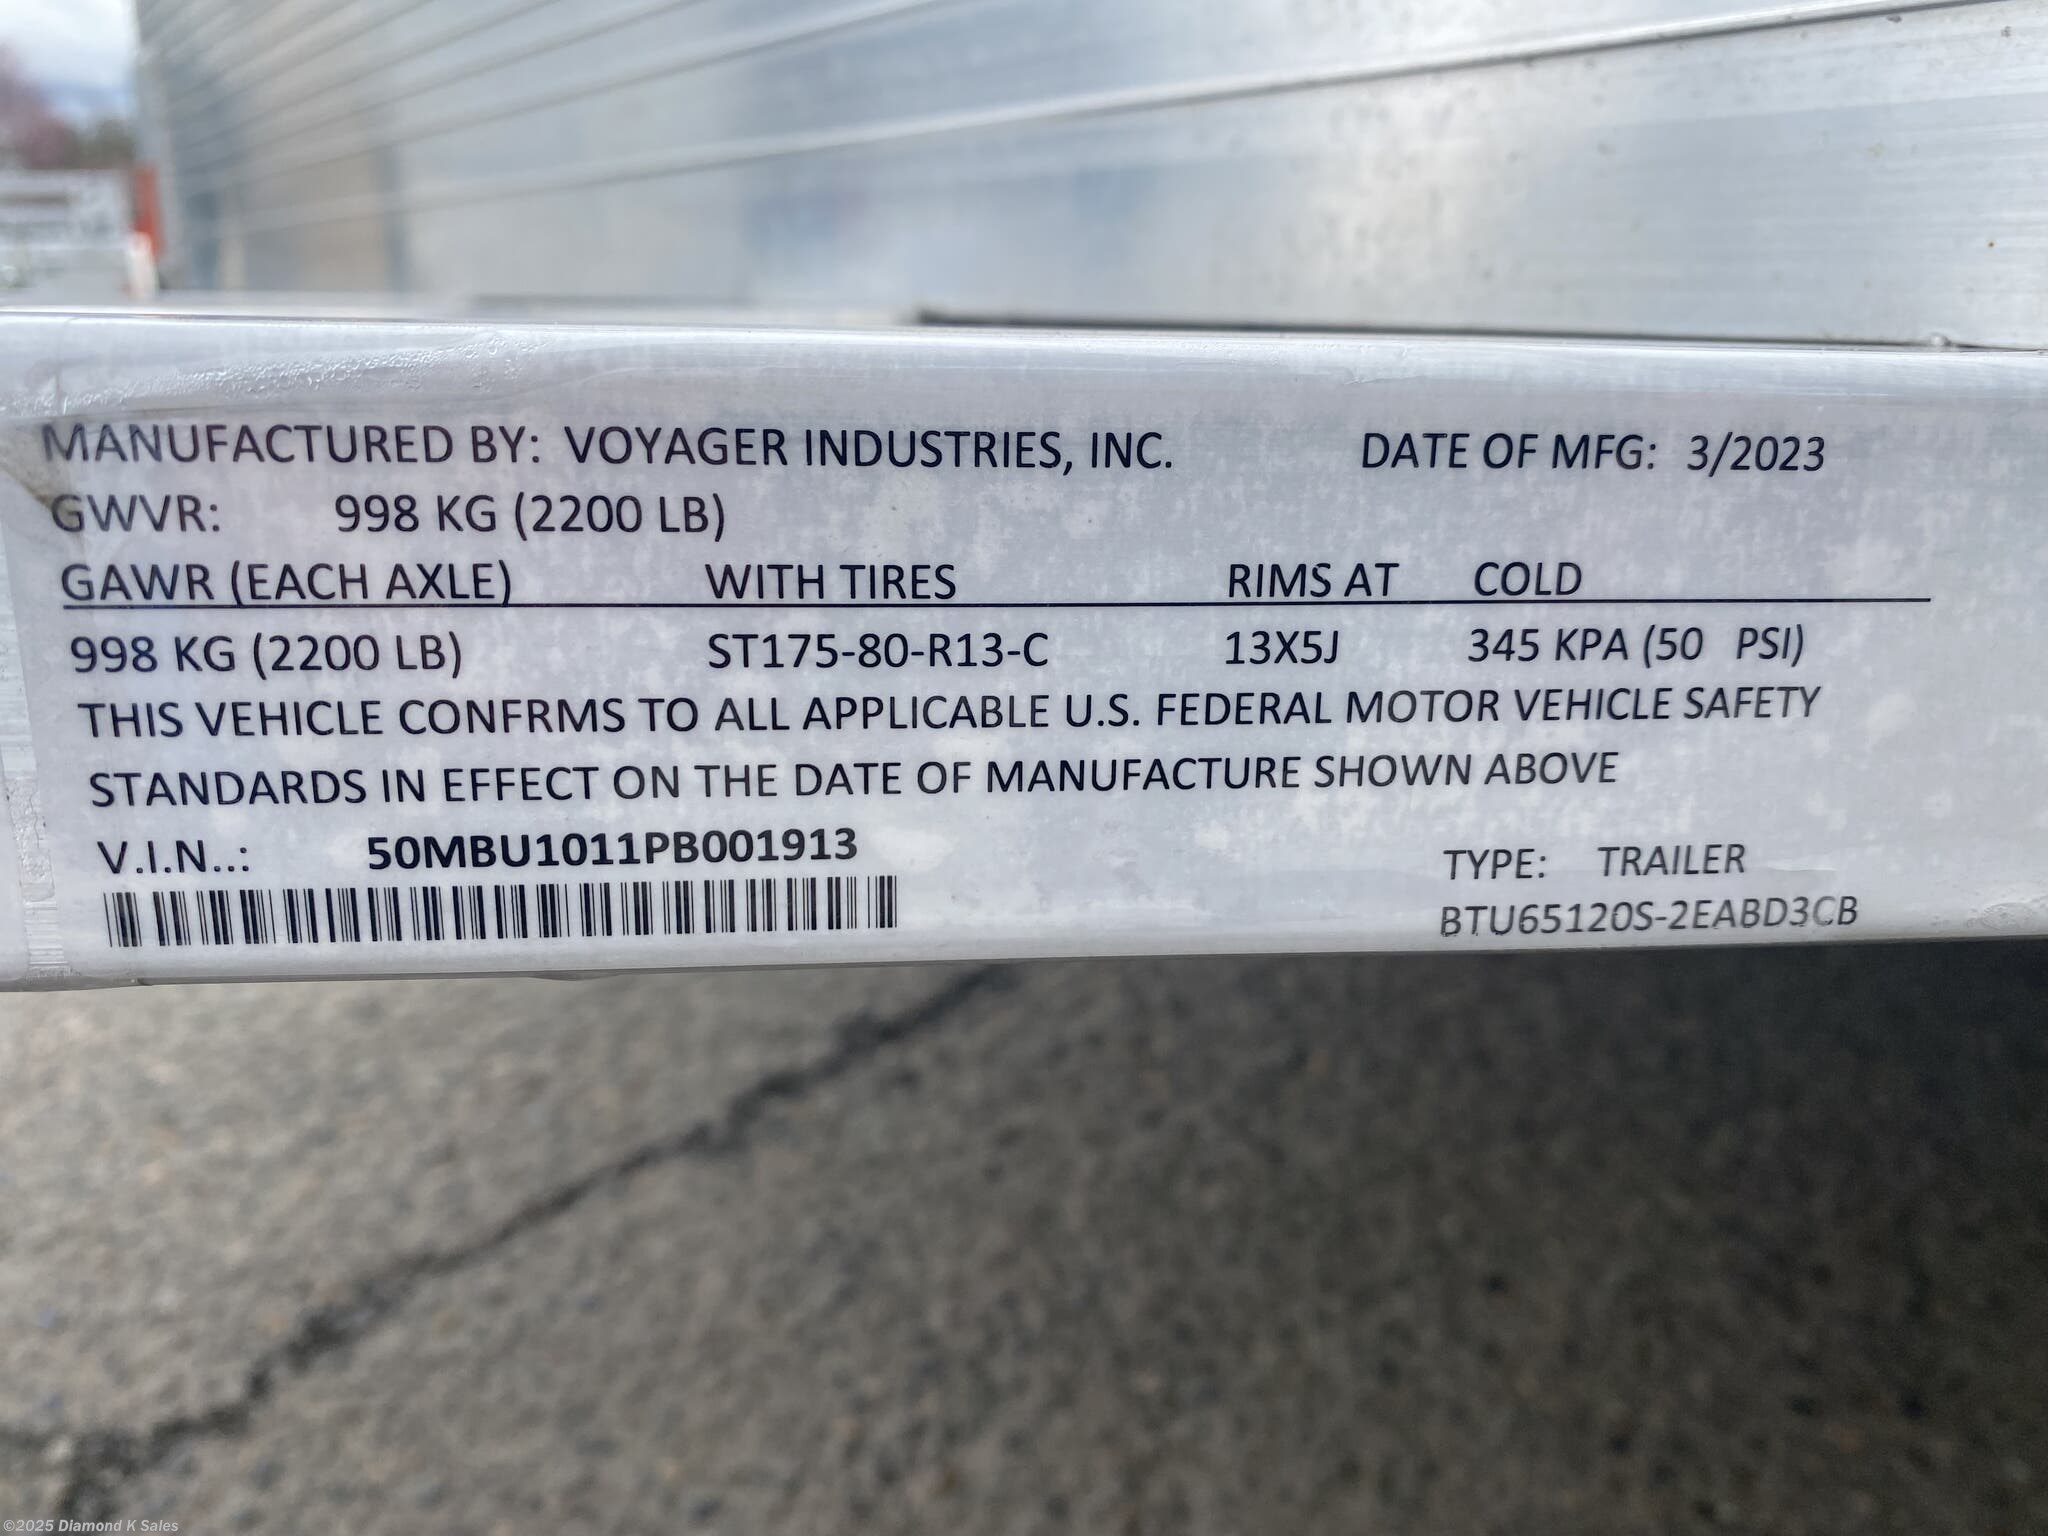 MANUFACTURED BY: VOYAGER INDUSTRIES, INC. DATE OF MFG: 3/2023
GWVR: 998 KG (2200 LB)
GAWR (EACH AXLE) WITH TIRES RIMS AT COLD
998 KG (2200 LB) ST175-80-R13-C 13X5J 345 KPA (50 PSI)
THIS VEHICLE CONFRMS TO ALL APPLICABLE U.S. FEDERAL MOTOR VEHICLE SAFETY
STANDARDS IN EFFECT ON THE DATE OF MANUFACTURE SHOWN ABOVE
V.I.N..: 50MBU1011PB001913 TYPE: TRAILER
BTU65120S-2EABD3CB
©2025 Diamond K Sales